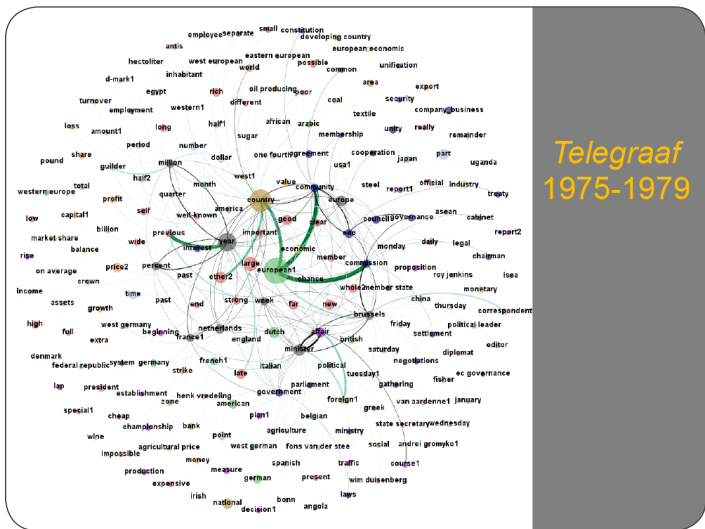 employee separate small constitution
antis
developing country
hectoliter
west european
eastern european
possible
european economic
world
common
unification
d-mark1
inhabitant
rich
oil producing
poor
area
export
egypt
different
coal
security
turnover
western1
african
arabic
textile
company_business
employment
long
half1
membership
unity
really
loss
amount1
number
sugar
remainder
period
dollar
one fourth
agreement
cooperation
japan
part
pound
share
guilder
million
usa1
uganda
half2
month
west1
value
community
steel
report1
official
industry
western europe
total
profit
quarter
country
europe
treaty
low
capital1
self
well-known
america
good
year
council
governance
asean
cabinet
billion
previous
important
eec
report2
market share
wide
year
interest
economic
member
monday
daily
legal
rise
balance
percent
large
european1
chance
commission
proposition
roy jenkins
chairman
on average
price2
past
other2
whole2
member state
isea
income
crown
time
monetary
assets
growth
past
end
strong
week
far
new
china
thursday
correspondent
high
full
extra
west germany
beginning
netherlands
brussels
friday
political leader
france1
england
dutch
affair
british
settlement
editor
denmark
minister
saturday
diplomat
federal republic
system
germany
french1
italian
political
negotiations
ec governance
lap
president
strike
late
tuesday1
gathering
fisher
establishment
zone
henk vredeling
government
parliament
foreign1
van aardenne1
january
special1
cheap
american
plan1
belgian
greek
championship
bank
agriculture
ministry
state secretary
wednesday
wine
point
impossible
agricultural price
west german
fons van der stee
social
andrei gromyko1
production
money
measure
spanish
traffic
course1
expensive
german
present
wim duisenberg
irish
national
decision1
bonn
angola
laws
Telegraaf
1975-1979